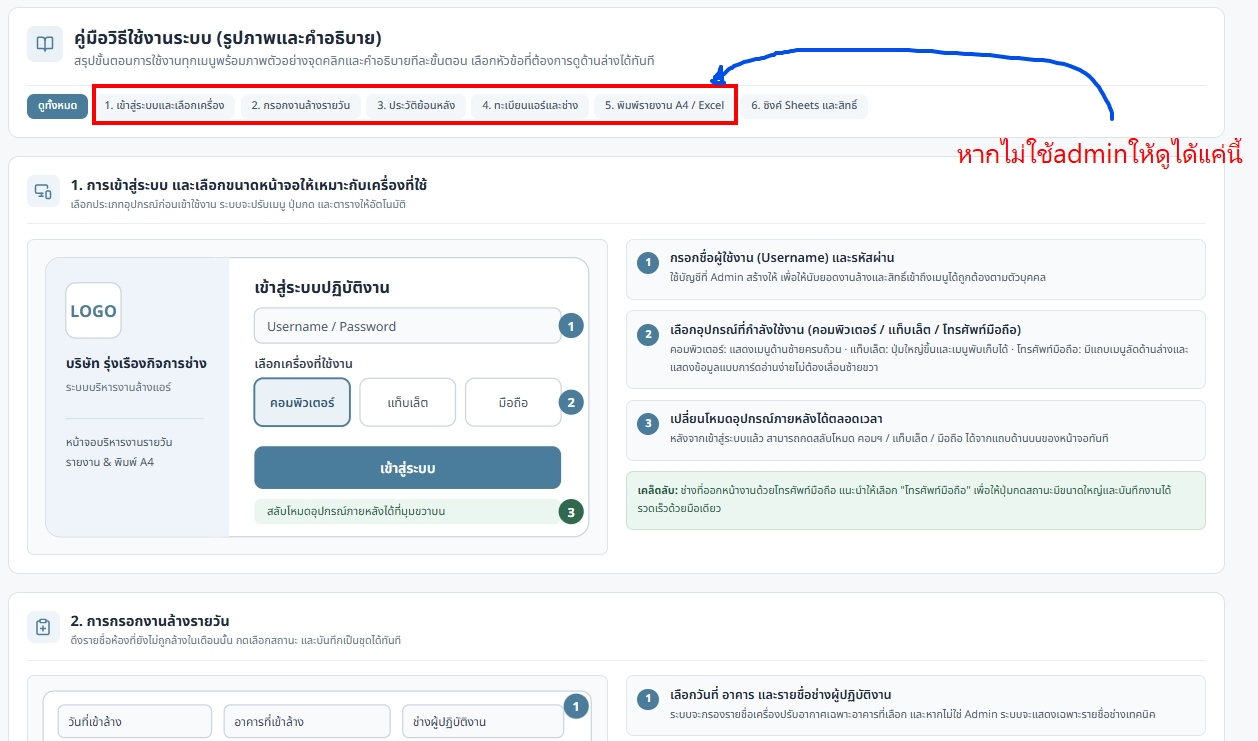 คู่มือวิธีใช้งานระบบ (รูปภาพและคำอธิบาย)
สรุปขั้นตอนการใช้งานทุกเมนูพร้อมภาพตัวอย่างจุดคลิกและคำอธิบายทีละขั้นตอน เลือกหัวข้อที่ต้องการดูด้านล่างได้ทันที
ดูทั้งหมด
1. เข้าสู่ระบบและเลือกเครื่อง
2. กรอกงานล้างรายวัน
3. ประวัติย้อนหลัง
4. ทะเบียนแอร์และช่าง
5. พิมพ์รายงาน A4 / Excel
6. ซิงค์ Sheets และสิทธิ์
หากไม่ใช้adminให้ดูได้แค่นี้
1. การเข้าสู่ระบบ และเลือกขนาดหน้าจอให้เหมาะกับเครื่องที่ใช้
เลือกประเภทอุปกรณ์ก่อนเข้าใช้งาน ระบบจะปรับเมนู ปุ่มกด และตารางให้อัตโนมัติ
LOGO
บริษัท รุ่งเรืองกิจการช่าง
ระบบบริหารงานล้างแอร์
หน้าจอบริหารงานรายวัน
รายงาน & พิมพ์ A4
เข้าสู่ระบบปฏิบัติงาน
Username / Password
1
เลือกเครื่องที่ใช้งาน
คอมพิวเตอร์
แท็บเล็ต
มือถือ
2
เข้าสู่ระบบ
สลับโหมดอุปกรณ์ภายหลังได้ที่มุมขวาบน
3
1
กรอกชื่อผู้ใช้งาน (Username) และรหัสผ่าน
ใช้บัญชีที่ Admin สร้างให้ เพื่อให้นับยอดงานล้างและสิทธิ์เข้าถึงเมนูได้ถูกต้องตามตัวบุคคล
2
เลือกอุปกรณ์ที่กำลังใช้งาน (คอมพิวเตอร์ / แท็บเล็ต / โทรศัพท์มือถือ)
คอมพิวเตอร์: แสดงเมนูด้านซ้ายครบถ้วน · แท็บเล็ต: ปุ่มใหญ่ขึ้นและเมนูพับเก็บได้ · โทรศัพท์มือถือ: มีแถบเมนูลัดด้านล่างและ
แสดงข้อมูลแบบการ์ดอ่านง่ายไม่ต้องเลื่อนซ้ายขวา
3
เปลี่ยนโหมดอุปกรณ์ภายหลังได้ตลอดเวลา
หลังจากเข้าสู่ระบบแล้ว สามารถกดสลับโหมด คอมฯ / แท็บเล็ต / มือถือ ได้จากแถบด้านบนของหน้าจอทันที
เคล็ดลับ: ช่างที่ออกหน้างานด้วยโทรศัพท์มือถือ แนะนำให้เลือก "โทรศัพท์มือถือ" เพื่อให้ปุ่มกดสถานะมีขนาดใหญ่และบันทึกงานได้
รวดเร็วด้วยมือเดียว
2. การกรอกงานล้างรายวัน
ดึงรายชื่อห้องที่ยังไม่ถูกล้างในเดือนนั้น กดเลือกสถานะ และบันทึกเป็นชุดได้ทันที
วันที่เข้าล้าง
อาคารที่เข้าล้าง
ช่างผู้ปฏิบัติงาน
1
1
เลือกวันที่ อาคาร และรายชื่อช่างผู้ปฏิบัติงาน
ระบบจะกรองรายชื่อเครื่องปรับอากาศเฉพาะอาคารที่เลือก และหากไม่ใช่ Admin ระบบจะแสดงเฉพาะรายชื่อช่างเทคนิค